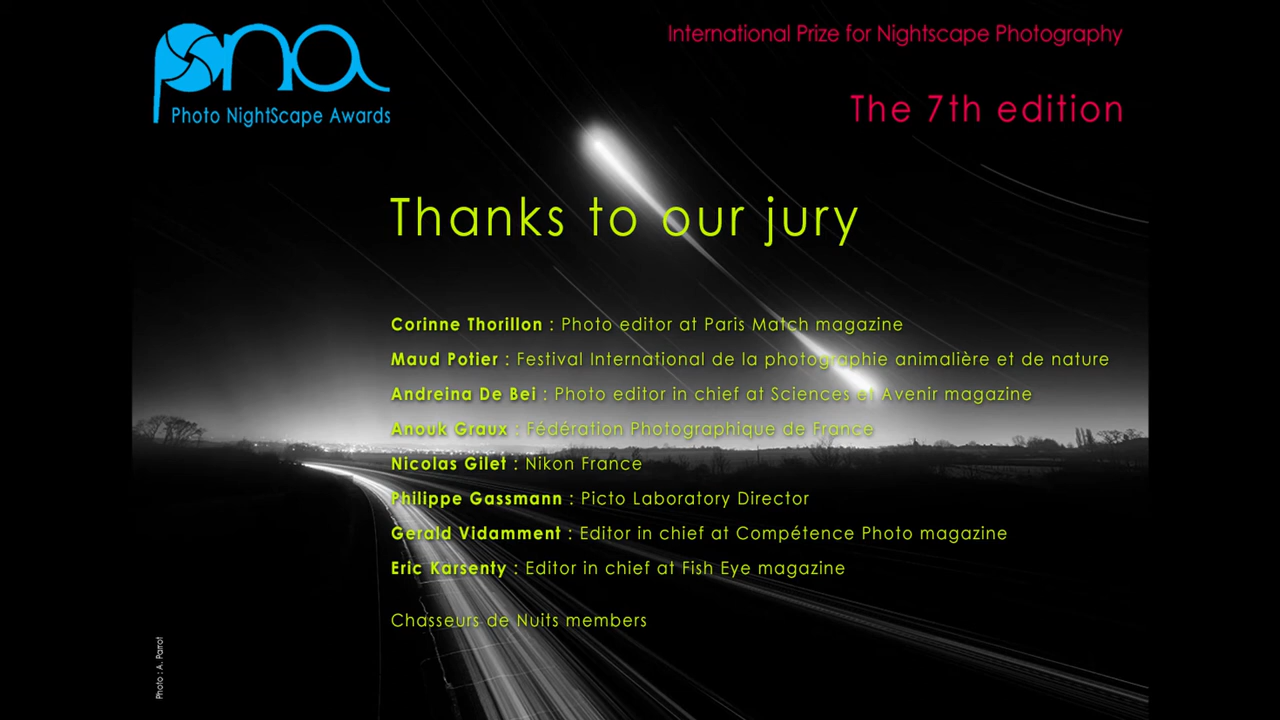 pna
Photo NightScape Awards
International Prize for Nightscape Photography
The 7th edition
Thanks to our jury
Corinne Thorillon : Photo editor at Paris Match magazine
Maud Potier : Festival International de la photographie animalière et de nature
Andreina De Bei : Photo editor in chief at Sciences et Avenir magazine
Anouk Graux : Fédération Photographique de France
Nicolas Gilet : Nikon France
Philippe Gassmann : Picto Laboratory Director
Gerald Vidamment : Editor in chief at Compétence Photo magazine
Eric Karsenty : Editor in chief at Fish Eye magazine
Chasseurs de Nuits members
Photo : A. Parrot